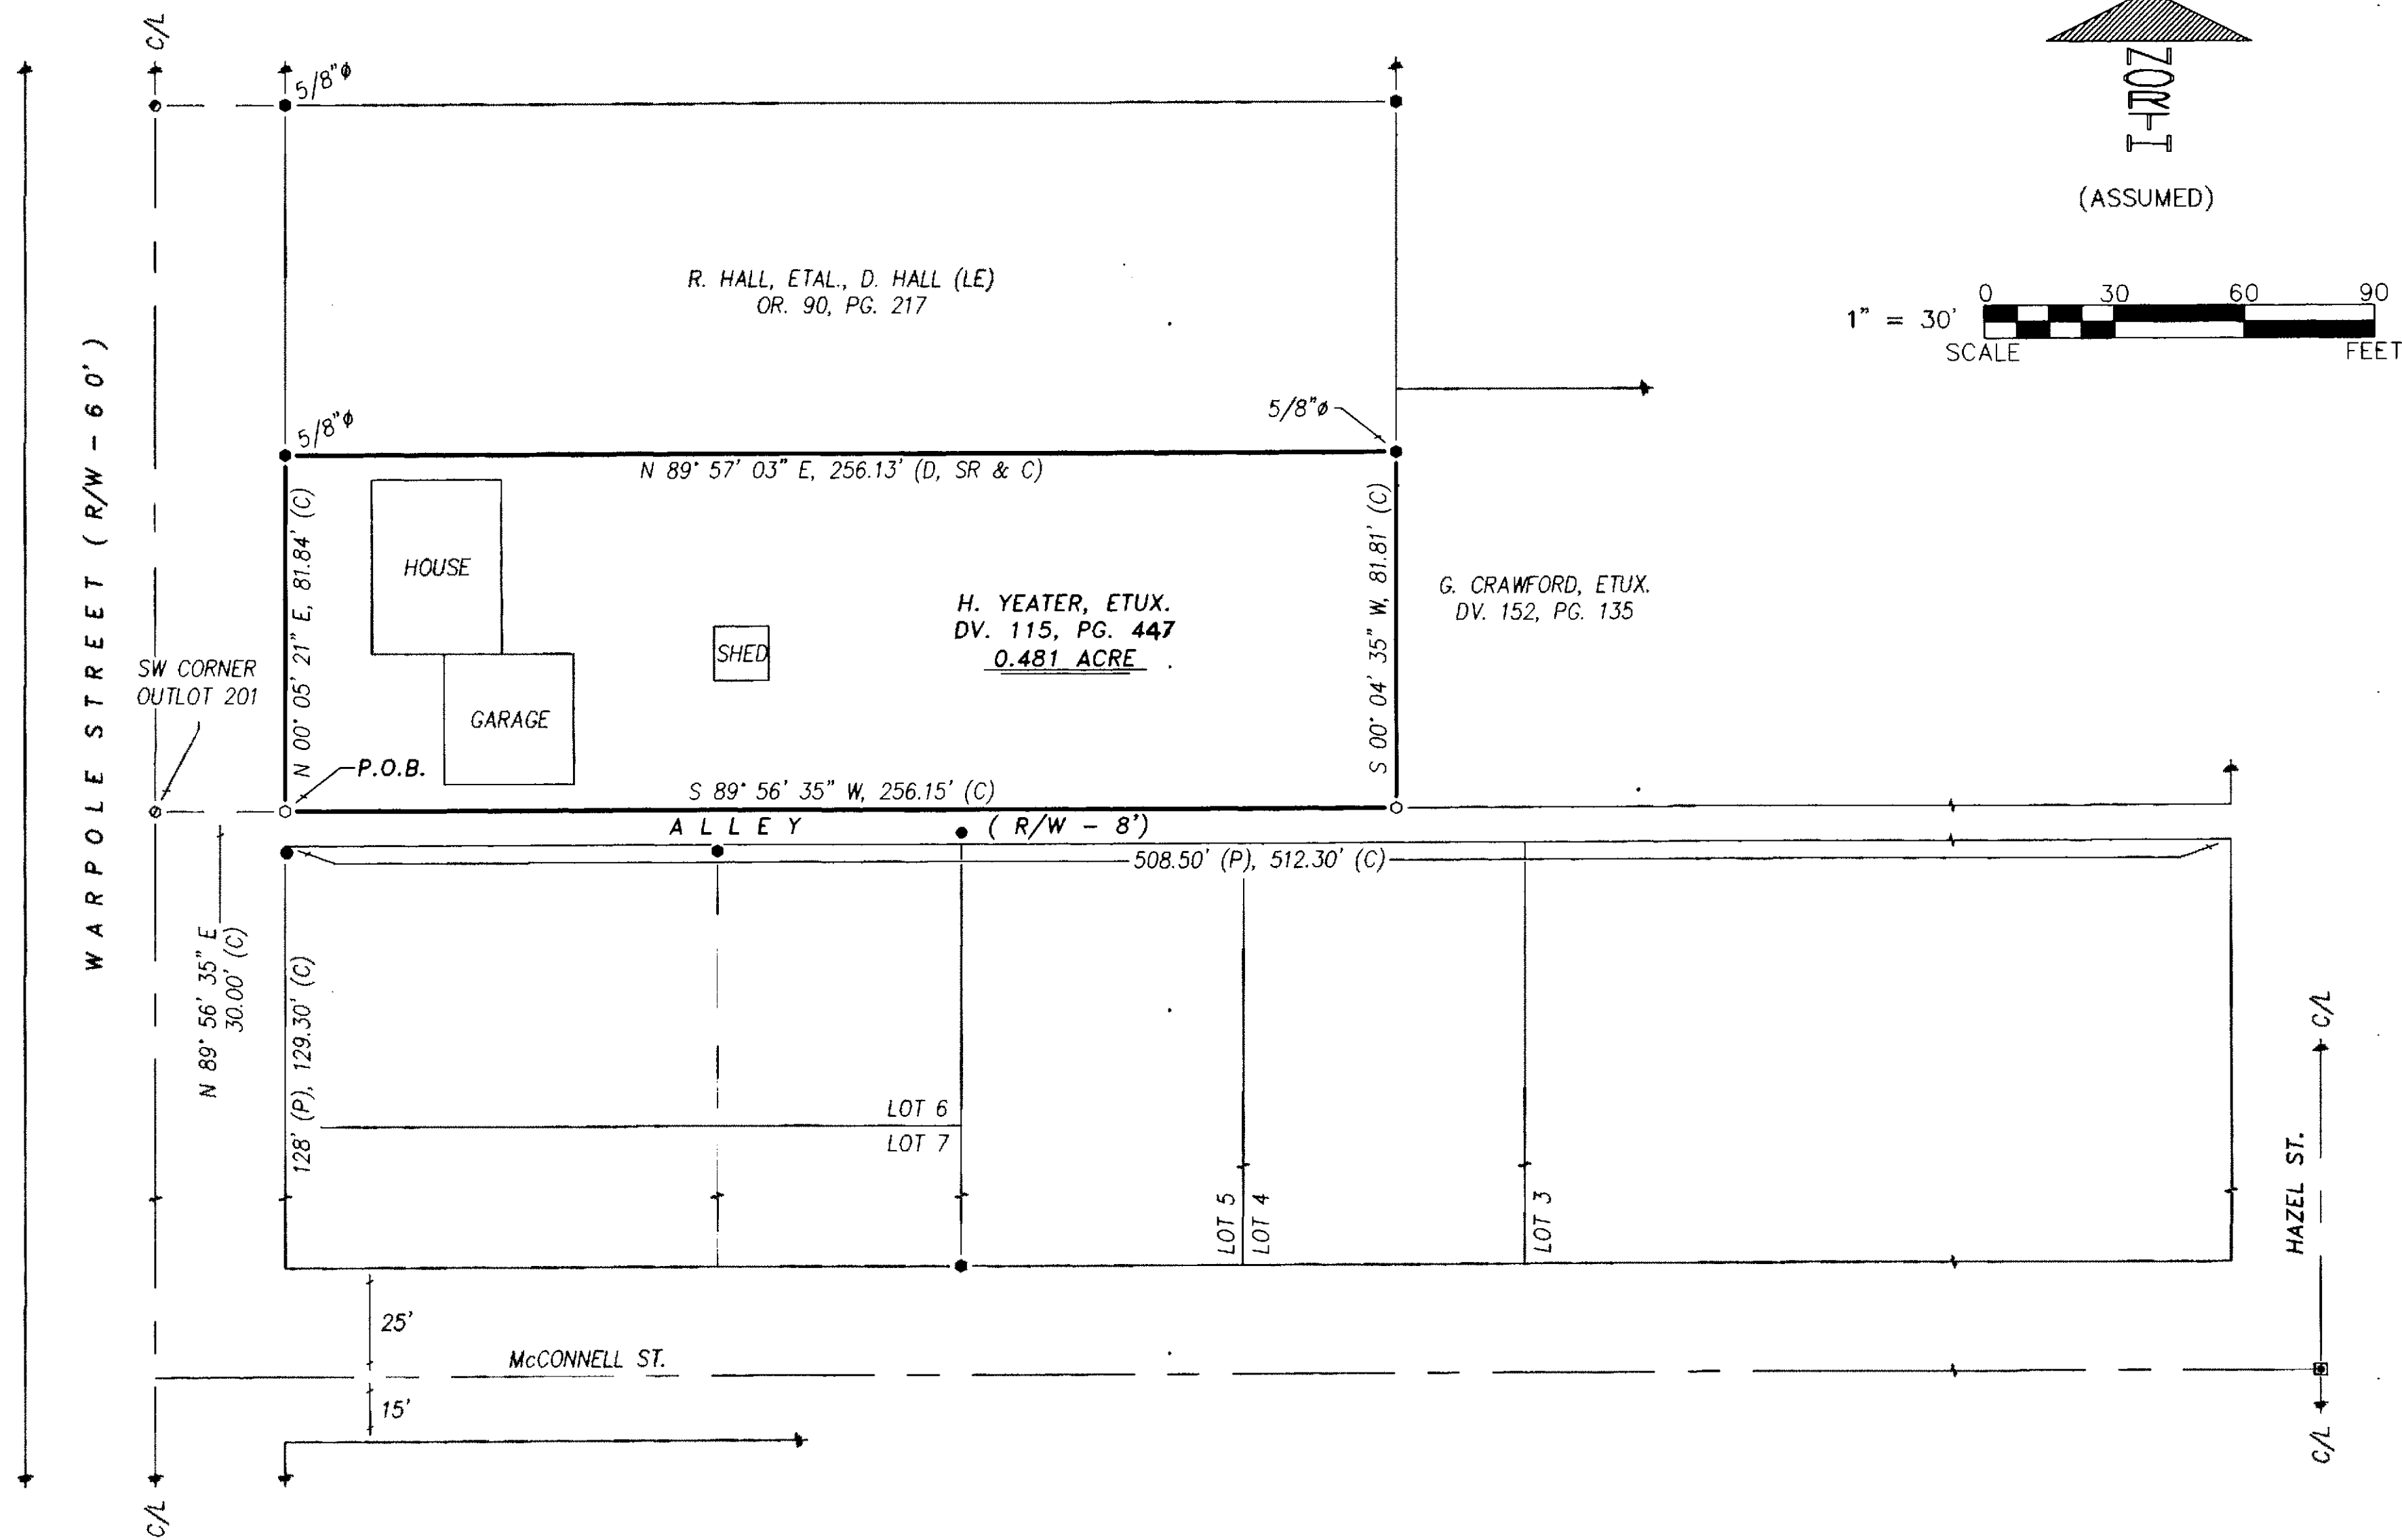 C/L
NORTH
(ASSUMED)
1" = 30'
0 30 60 90
SCALE FEET
5/8"ø
R. HALL, ETAL., D. HALL (LE)
OR. 90, PG. 217
WARPOLE STREET (R/W - 60')
5/8"ø
5/8"ø
N 89° 57' 03" E, 256.13' (D, SR & C)
N 00° 05' 21" E, 81.84' (C)
HOUSE
SHED
GARAGE
H. YEATER, ETUX.
DV. 115, PG. 447
0.481 ACRE
S 00° 04' 35" W, 81.81' (C)
G. CRAWFORD, ETUX.
DV. 152, PG. 135
SW CORNER
OUTLOT 201
P.O.B.
S 89° 56' 35" W, 256.15' (C)
ALLEY (R/W - 8')
508.50' (P), 512.30' (C)
N 89° 56' 35" E
30.00' (C)
128' (P), 129.30' (C)
LOT 6
LOT 7
LOT 5
LOT 4
LOT 3
HAZEL ST.
C/L
25'
McCONNELL ST.
15'
C/L
C/L